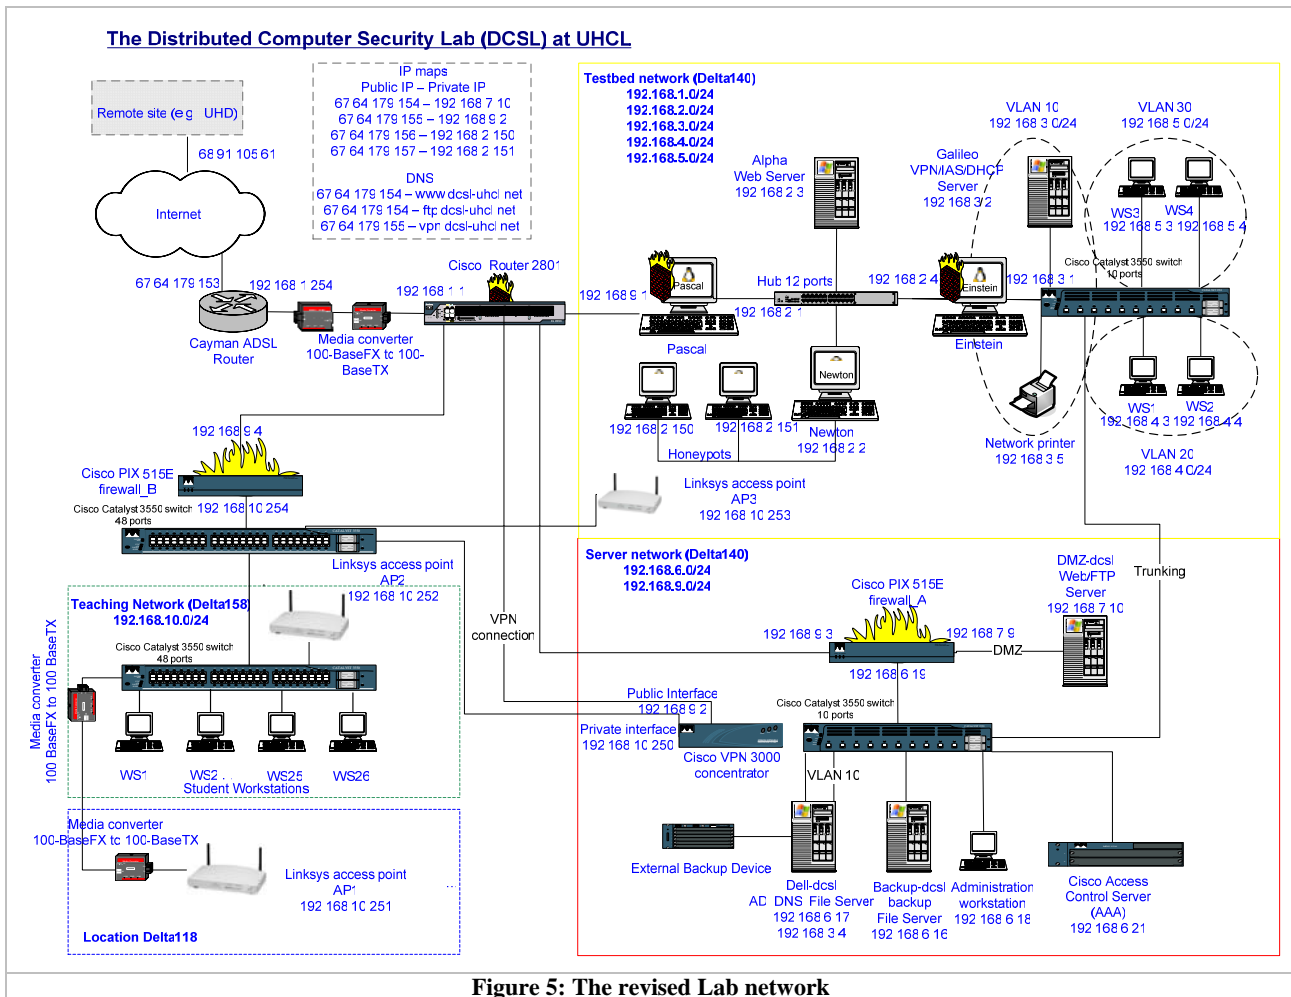 The Distributed Computer Security Lab (DCSL) at UHCL
Remote site (e g UHD)
68 91 105 61
Internet
67 64 179 153
192 168 1 254
Cayman ADSL
Router
Media converter
100-BaseFX to 100-
BaseTX
IP maps
Public IP – Private IP
67 64 179 154 – 192 168 7 10
67 64 179 155 – 192 168 9 2
67 64 179 156 – 192 168 2 150
67 64 179 157 – 192 168 2 151
DNS
67 64 179 154 – www dcsl-uhcl net
67 64 179 154 – ftp dcsl-uhcl net
67 64 179 155 – vpn dcsl-uhcl net
Cisco Router 2801
192 168 1 1
Testbed network (Delta140)
192.168.1.0/24
192.168.2.0/24
192.168.3.0/24
192.168.4.0/24
192.168.5.0/24
Alpha
Web Server
192 168 2 3
Galileo
VPN/IAS/DHCP
Server
192 168 3 2
VLAN 10
192 168 3 0/24
VLAN 30
192 168 5 0/24
WS3
192 168 5 3
WS4
192 168 5 4
Cisco Catalyst 3550 switch
10 ports
192 168 9 1
Pascal
Pascal
Hub 12 ports
192 168 2 1
192 168 2 4
Einstein
Einstein
192 168 3 1
Newton
Newton
192 168 2 2
192 168 2 150
192 168 2 151
Honeypots
Network printer
192 168 3 5
WS1
192 168 4 3
WS2
192 168 4 4
VLAN 20
192 168 4 0/24
Linksys access point
AP3
192 168 10 253
192 168 9 4
Cisco PIX 515E
firewall_B
192 168 10 254
Cisco Catalyst 3550 switch
48 ports
Linksys access point
AP2
192 168 10 252
Teaching Network (Delta158)
192.168.10.0/24
Cisco Catalyst 3550 switch
48 ports
Media converter
100 BaseFX to 100 BaseTX
WS1
WS2 . .
WS25
WS26
Student Workstations
Media converter
100-BaseFX to 100-BaseTX
Linksys access point
AP1
192 168 10 251
...
Location Delta118
VPN
connection
Server network (Delta140)
192.168.6.0/24
192.168.9.0/24
Cisco PIX 515E
firewall_A
192 168 9 3
192 168 7 9
DMZ
192 168 6 19
DMZ-dcsl
Web/FTP
Server
192 168 7 10
Trunking
Public Interface
192 168 9 2
Private interface
192 168 10 250
Cisco VPN 3000
concentrator
Cisco Catalyst 3550 switch
10 ports
VLAN 10
External Backup Device
Dell-dcsl
AD DNS File Server
192 168 6 17
192 168 3 4
Backup-dcsl
backup
File Server
192 168 6 16
Administration
workstation
192 168 6 18
Cisco Access
Control Server
(AAA)
192 168 6 21
Figure 5: The revised Lab network